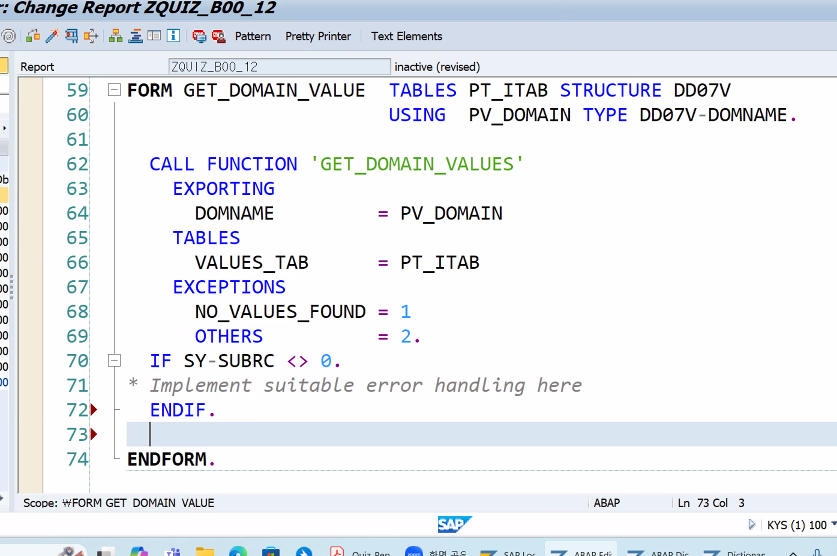 r: Change Report ZQUIZ_B00_12
Pattern Pretty Printer Text Elements
Report ZQUIZ_B00_12 inactive (revised)
59 FORM GET_DOMAIN_VALUE TABLES PT_ITAB STRUCTURE DD07V
60 USING PV_DOMAIN TYPE DD07V-DOMNAME.
61
62 CALL FUNCTION 'GET_DOMAIN_VALUES'
63 EXPORTING
64 DOMNAME = PV_DOMAIN
65 TABLES
66 VALUES_TAB = PT_ITAB
67 EXCEPTIONS
68 NO_VALUES_FOUND = 1
69 OTHERS = 2.
70 IF SY-SUBRC <> 0.
71 * Implement suitable error handling here
72 ENDIF.
73
74 ENDFORM.
Scope: ₩FORM GET_DOMAIN_VALUE ABAP Ln 73 Col 3
SAP KYS (1) 100
Quiz Rep SAP Lo ABAP Edi ABAP Dic Dictionar